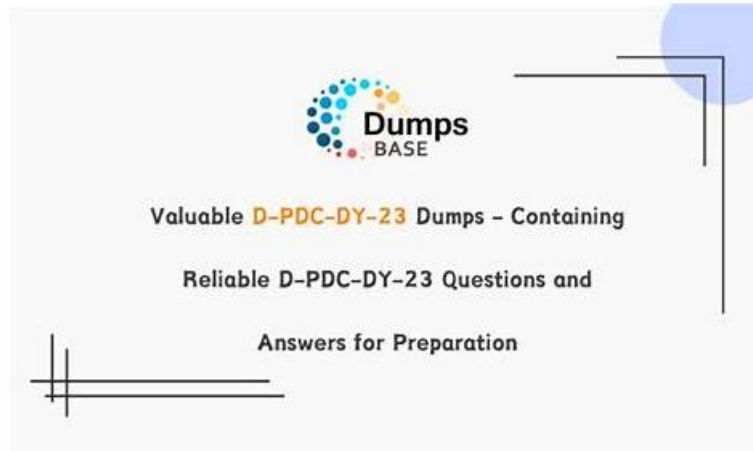 Dumps
BASE
Valuable D-PDC-DY-23 Dumps – Containing
Reliable D-PDC-DY-23 Questions and
Answers for Preparation